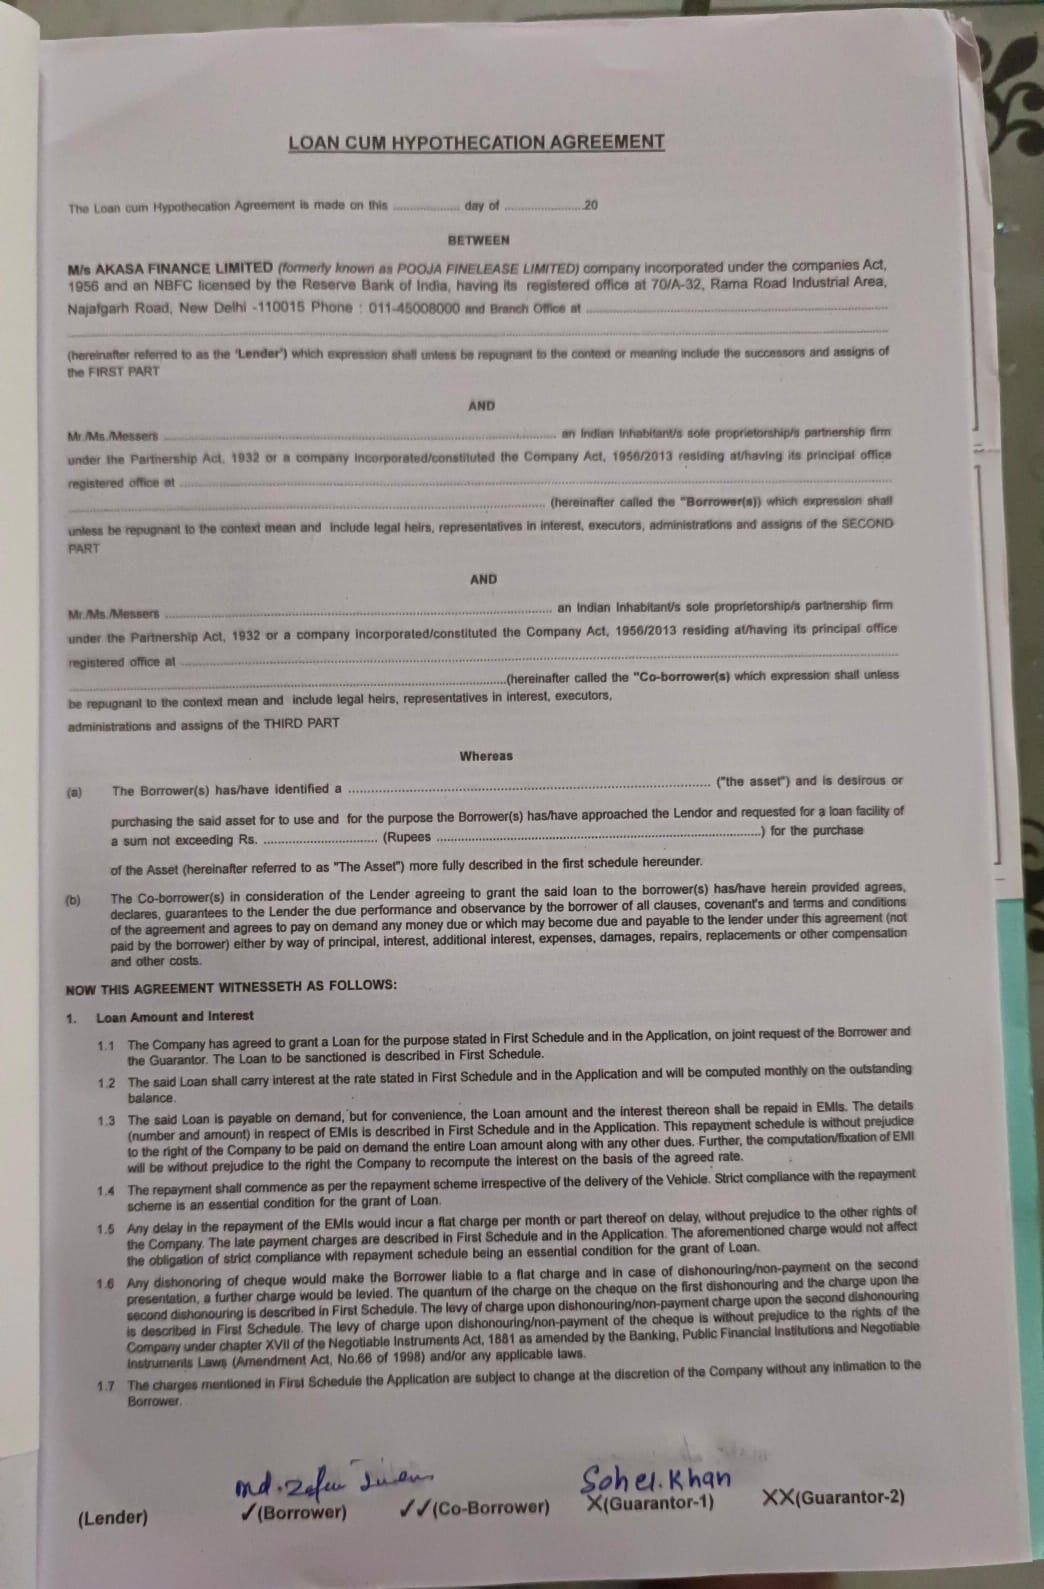 LOAN CUM HYPOTHECATION AGREEMENT
The Loan cum Hypothecation Agreement is made on this .................. day of ......................20
BETWEEN
M/s AKASA FINANCE LIMITED (formerly known as POOJA FINELEASE LIMITED) company incorporated under the companies Act,
1956 and an NBFC licensed by the Reserve Bank of India, having its registered office at 70/A-32, Rama Road Industrial Area,
Najafgarh Road, New Delhi -110015 Phone : 011-45008000 and Branch Office at ................................
................................
(hereinafter referred to as the 'Lender') which expression shall unless be repugnant to the context or meaning include the successors and assigns of
the FIRST PART
AND
Mr./Ms./Messers ................................ an Indian Inhabitant/s sole proprietorship/s partnership firm
under the Partnership Act, 1932 or a company incorporated/constituted the Company Act, 1956/2013 residing at/having its principal office
registered office at ................................
................................ (hereinafter called the "Borrower(s)) which expression shall
unless be repugnant to the context mean and include legal heirs, representatives in interest, executors, administrations and assigns of the SECOND
PART
AND
Mr./Ms./Messers ................................ an Indian Inhabitant/s sole proprietorship/s partnership firm
under the Partnership Act, 1932 or a company incorporated/constituted the Company Act, 1956/2013 residing at/having its principal office
registered office at ................................
................................(hereinafter called the "Co-borrower(s) which expression shall unless
be repugnant to the context mean and include legal heirs, representatives in interest, executors,
administrations and assigns of the THIRD PART
Whereas
(a) The Borrower(s) has/have identified a ................................ ("the asset") and is desirous or
purchasing the said asset for to use and for the purpose the Borrower(s) has/have approached the Lendor and requested for a loan facility of
a sum not exceeding Rs. .............................. (Rupees ................................) for the purchase
of the Asset (hereinafter referred to as "The Asset") more fully described in the first schedule hereunder.
(b) The Co-borrower(s) in consideration of the Lender agreeing to grant the said loan to the borrower(s) has/have herein provided agrees,
declares, guarantees to the Lender the due performance and observance by the borrower of all clauses, covenant's and terms and conditions
of the agreement and agrees to pay on demand any money due or which may become due and payable to the lender under this agreement (not
paid by the borrower) either by way of principal, interest, additional interest, expenses, damages, repairs, replacements or other compensation
and other costs.
NOW THIS AGREEMENT WITNESSETH AS FOLLOWS:
1. Loan Amount and Interest
1.1 The Company has agreed to grant a Loan for the purpose stated in First Schedule and in the Application, on joint request of the Borrower and
the Guarantor. The Loan to be sanctioned is described in First Schedule.
1.2 The said Loan shall carry interest at the rate stated in First Schedule and in the Application and will be computed monthly on the outstanding
balance.
1.3 The said Loan is payable on demand, but for convenience, the Loan amount and the interest thereon shall be repaid in EMIs. The details
(number and amount) in respect of EMIs is described in First Schedule and in the Application. This repayment schedule is without prejudice
to the right of the Company to be paid on demand the entire Loan amount along with any other dues. Further, the computation/fixation of EMI
will be without prejudice to the right the Company to recompute the interest on the basis of the agreed rate.
1.4 The repayment shall commence as per the repayment scheme irrespective of the delivery of the Vehicle. Strict compliance with the repayment
scheme is an essential condition for the grant of Loan.
1.5 Any delay in the repayment of the EMIs would incur a flat charge per month or part thereof on delay, without prejudice to the other rights of
the Company. The late payment charges are described in First Schedule and in the Application. The aforementioned charge would not affect
the obligation of strict compliance with repayment schedule being an essential condition for the grant of Loan.
1.6 Any dishonoring of cheque would make the Borrower liable to a flat charge and in case of dishonouring/non-payment on the second
presentation, a further charge would be levied. The quantum of the charge on the cheque on the first dishonouring and the charge upon the
second dishonouring is described in First Schedule. The levy of charge upon dishonouring/non-payment charge upon the second dishonouring
is described in First Schedule. The levy of charge upon dishonouring/non-payment of the cheque is without prejudice to the rights of the
Company under chapter XVII of the Negotiable Instruments Act, 1881 as amended by the Banking, Public Financial Institutions and Negotiable
Instruments Laws (Amendment Act, No.66 of 1998) and/or any applicable laws.
1.7 The charges mentioned in First Schedule the Application are subject to change at the discretion of the Company without any intimation to the
Borrower.
Md. Zafar Sohel.Khan
(Lender) ✓(Borrower) ✓✓(Co-Borrower) X(Guarantor-1) XX(Guarantor-2)